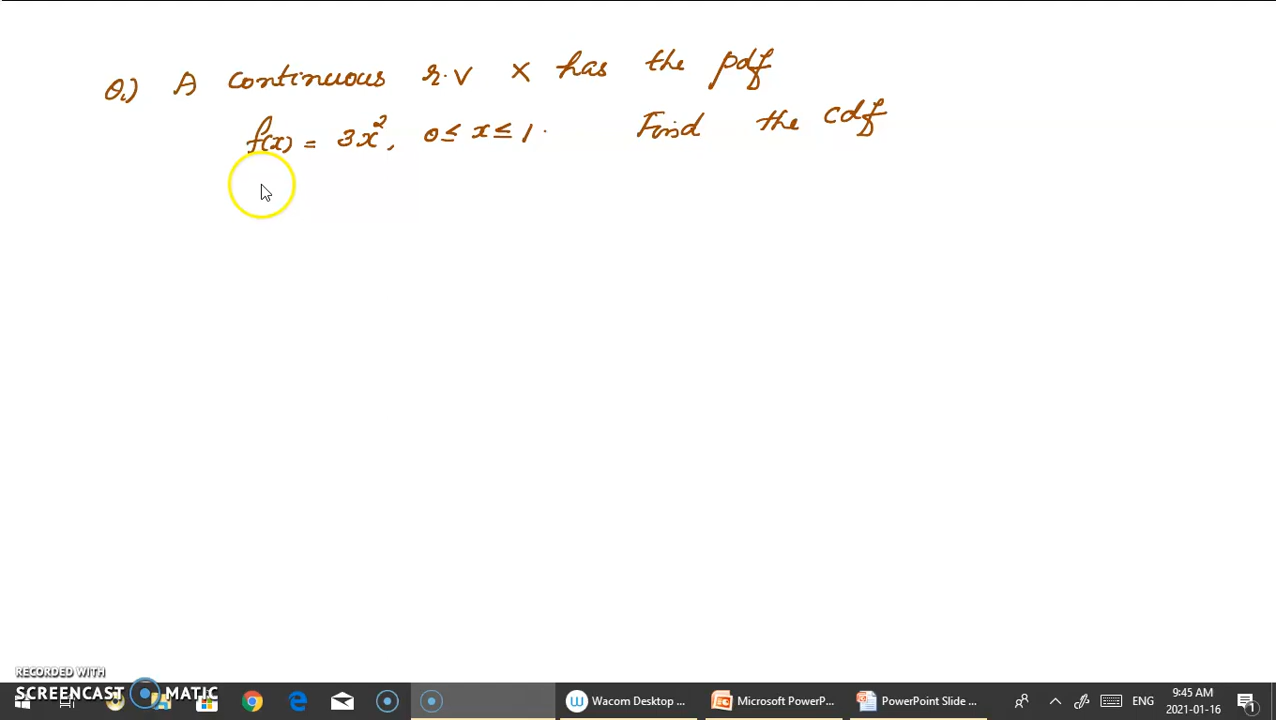 Q.) A continuous r.v X has the pdf
f(x) = 3x², 0 ≤ x ≤ 1. Find the cdf
RECORDED WITH
SCREENCAST MATIC
Wacom Desktop ...
Microsoft PowerP...
PowerPoint Slide ...
ENG
9:45 AM
2021-01-16
1